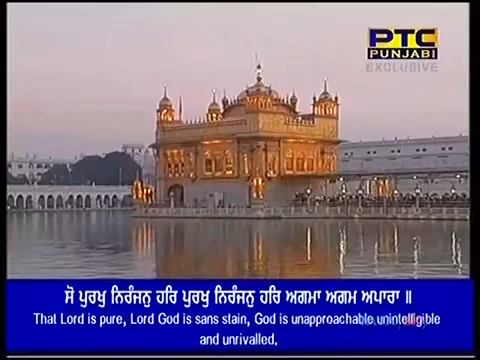 PTC
PUNJABI
EXCLUSIVE
ਸੋ ਪੁਰਖੁ ਨਿਰੰਜਨੁ ਹਰਿ ਪੁਰਖੁ ਨਿਰੰਜਨੁ ਹਰਿ ਅਗਮਾ ਅਗਮ ਅਪਾਰਾ ॥
That Lord is pure, Lord God is sans stain, God is unapproachable,unintelligible
and unrivalled.